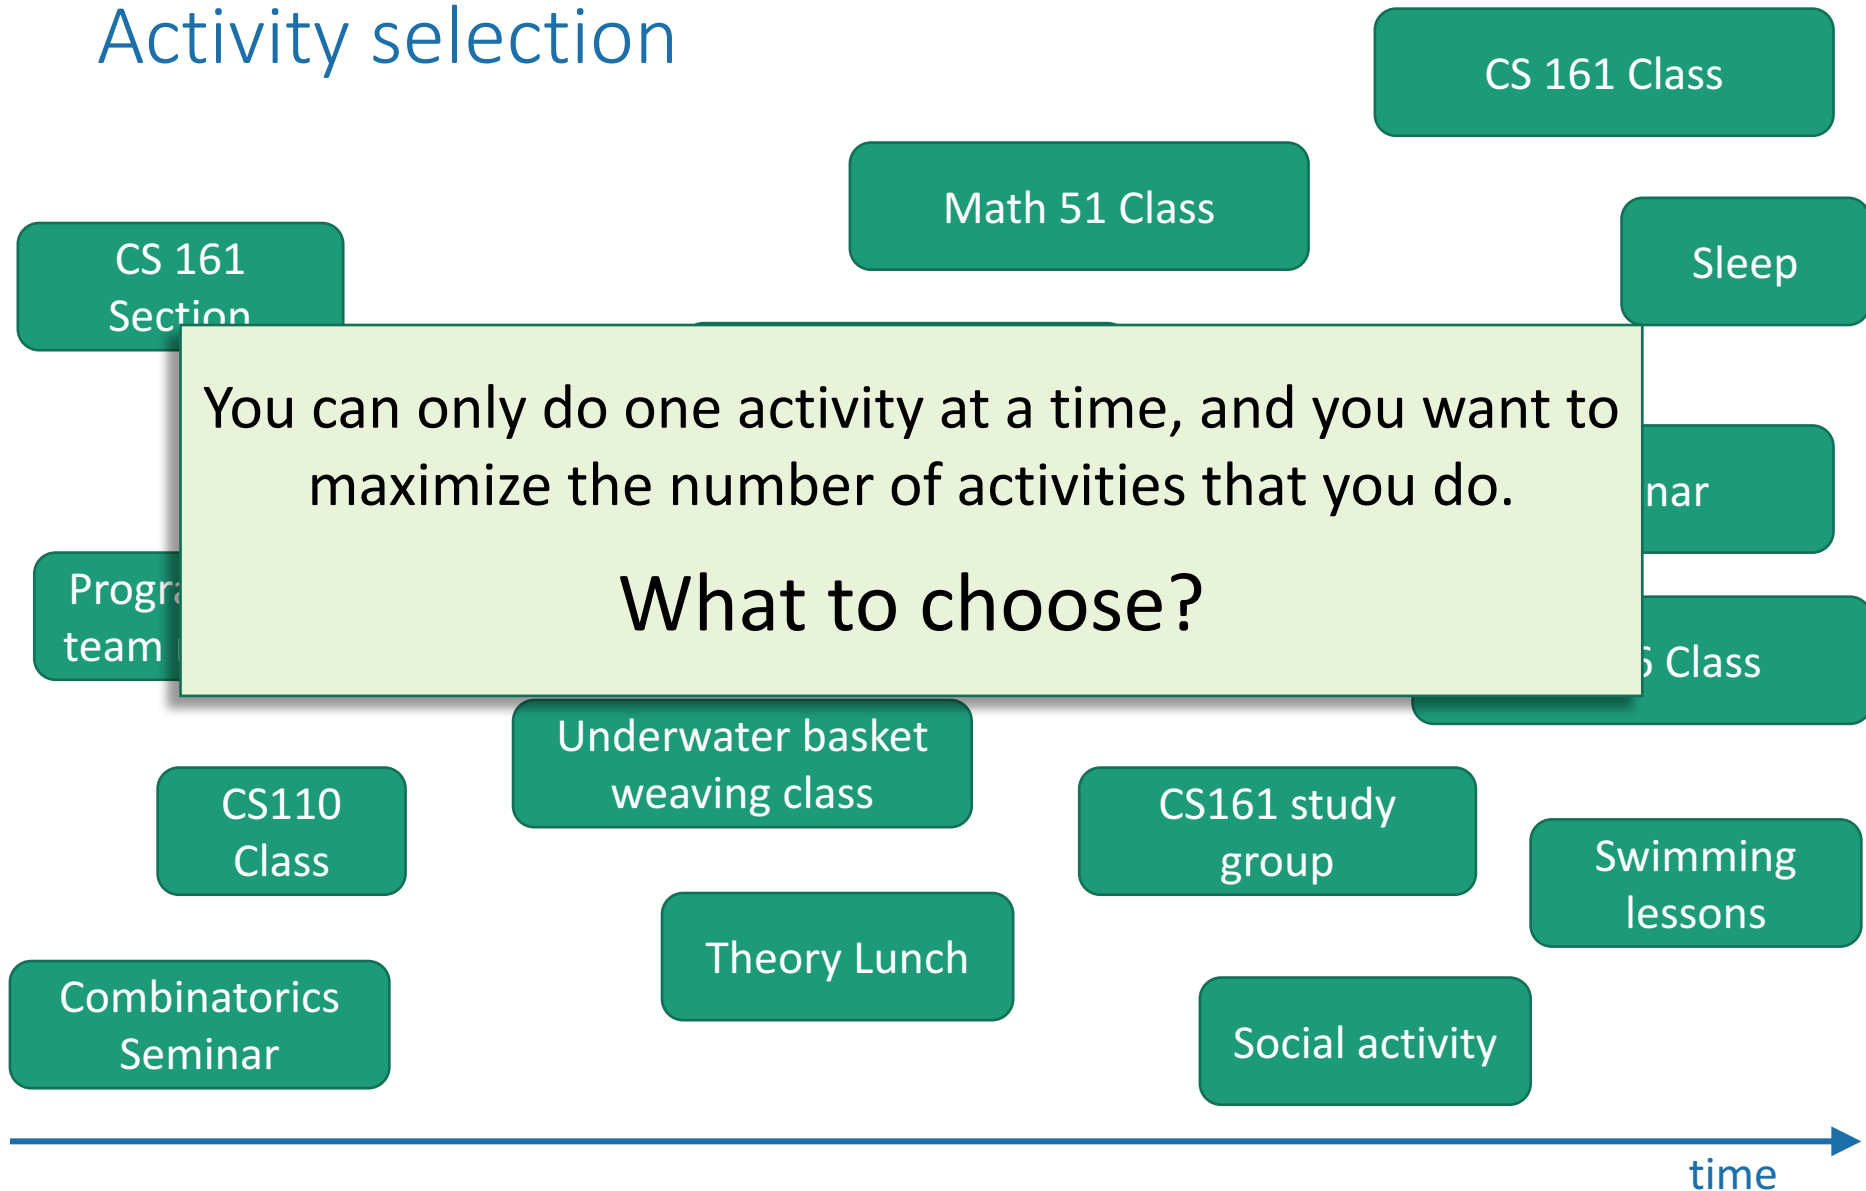 Activity selection
CS 161 Class
Math 51 Class
CS 161
Section
Sleep
You can only do one activity at a time, and you want to
maximize the number of activities that you do.
What to choose?
nar
team
Class
Underwater basket
weaving class
CS110
Class
CS161 study
group
Swimming
lessons
Theory Lunch
Combinatorics
Seminar
Social activity
time